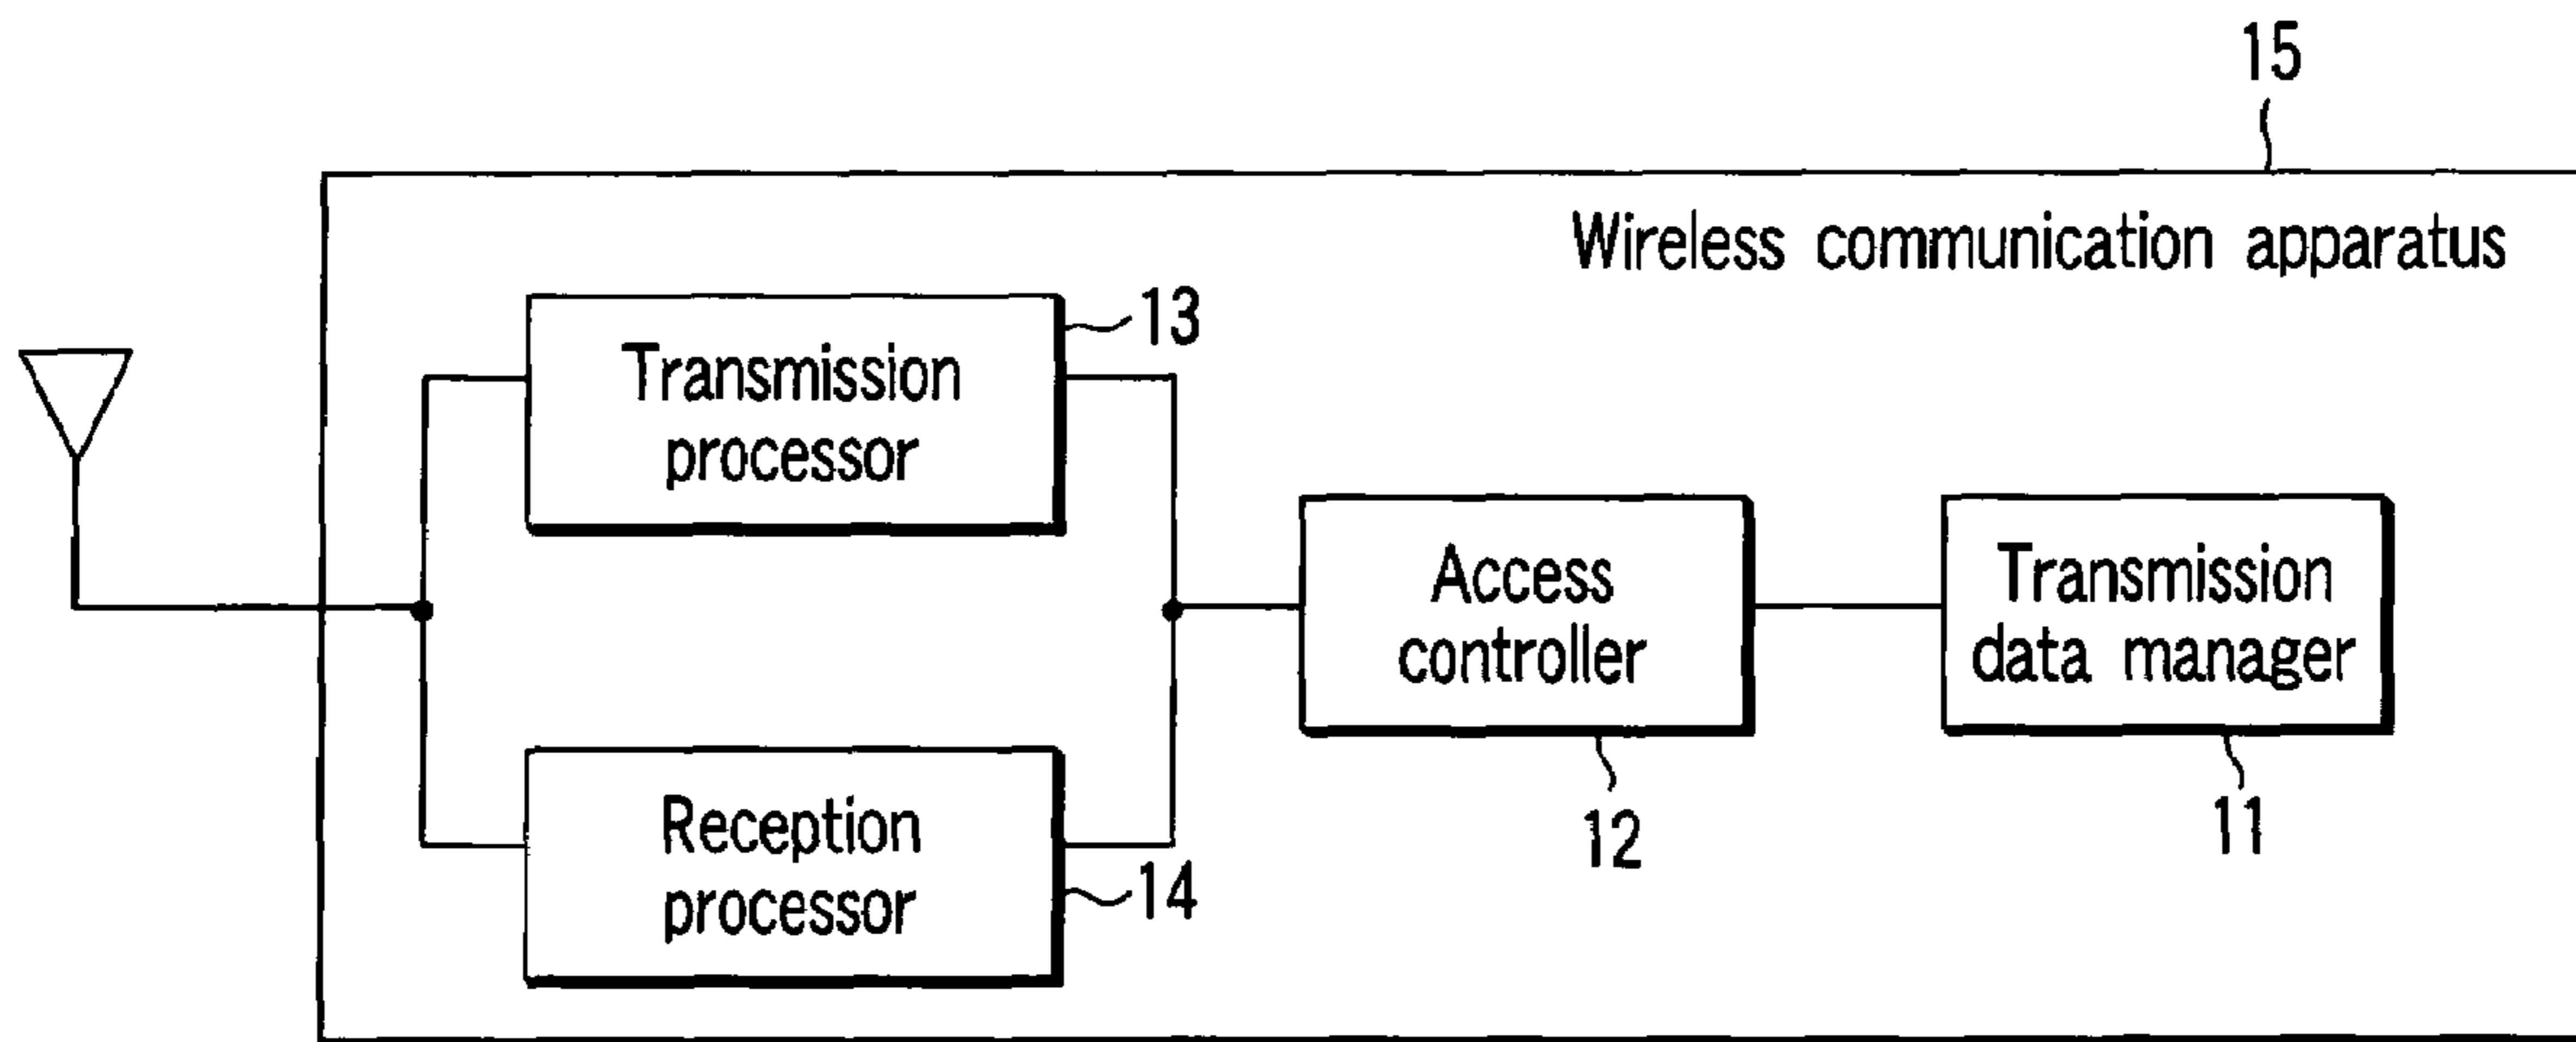 15
Wireless communication apparatus
13
Transmission
processor
Access
controller
12
Transmission
data manager
11
Reception
processor
14